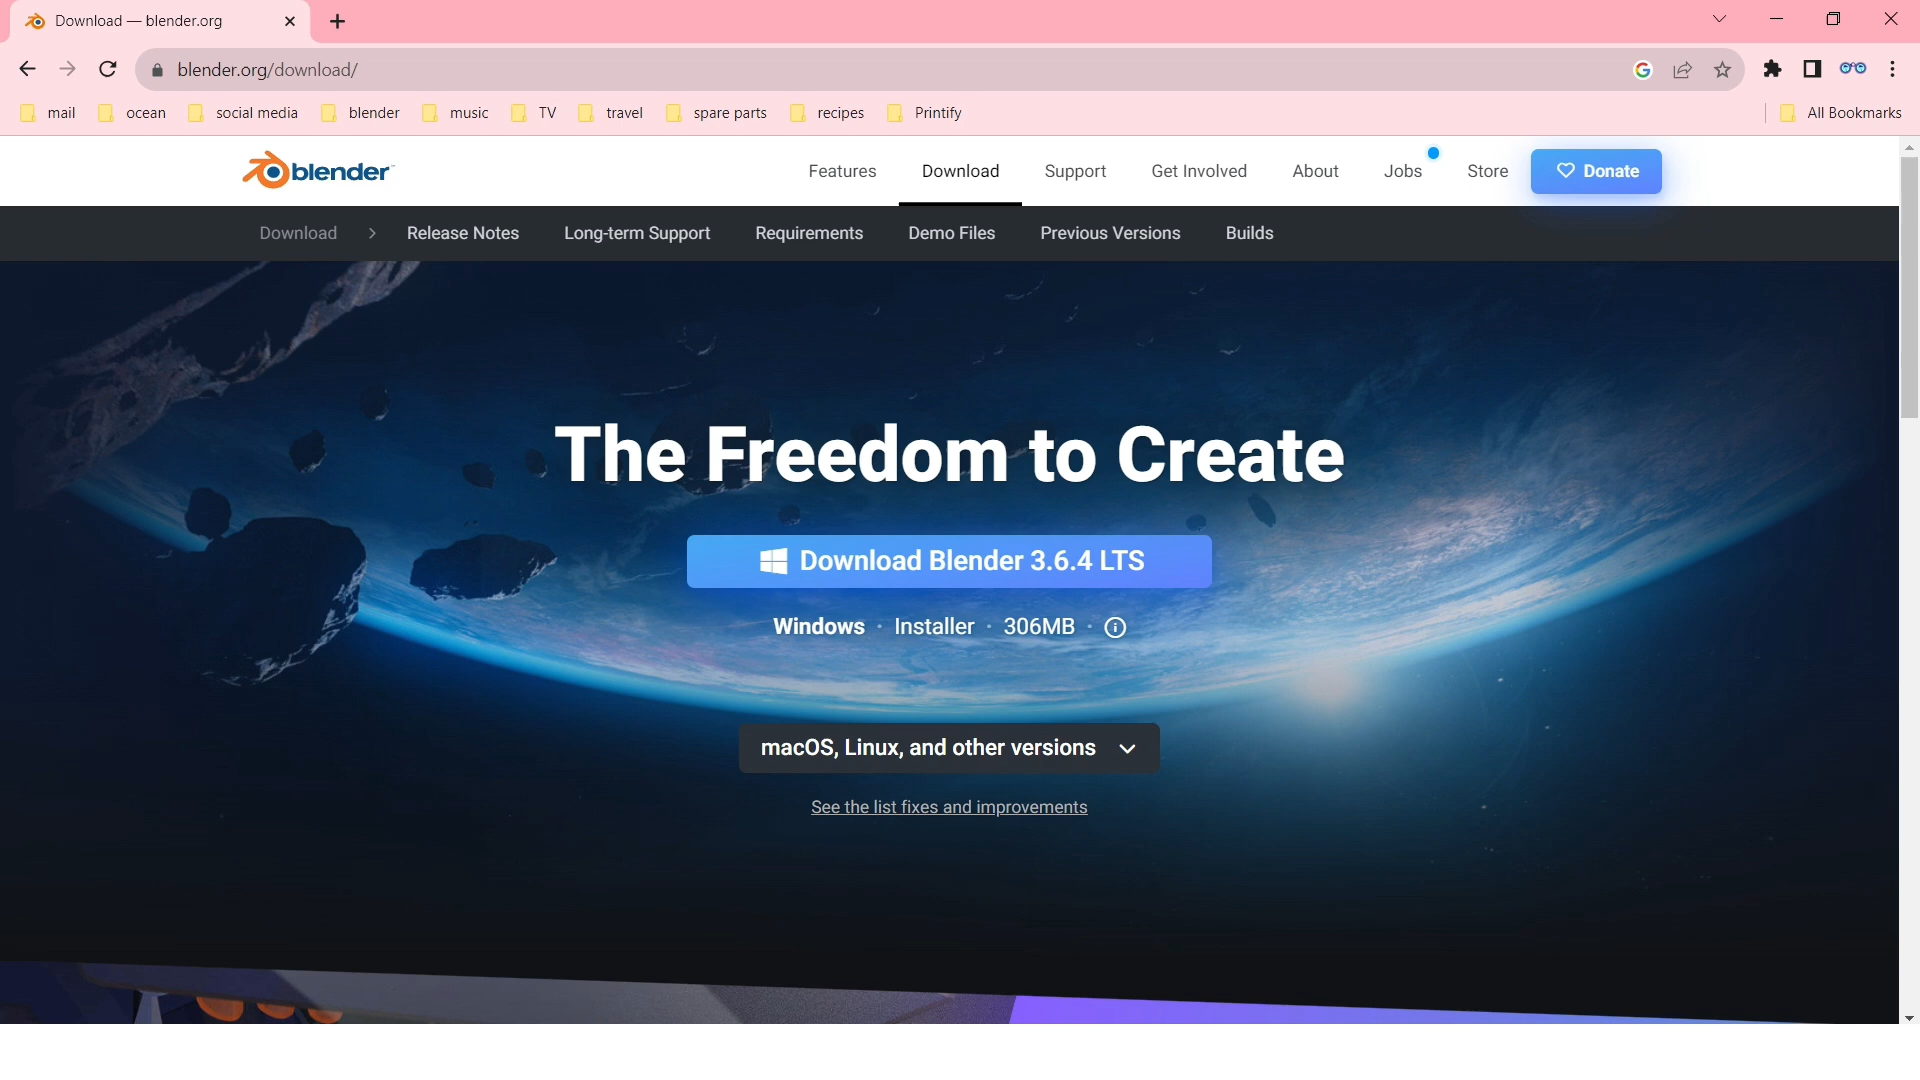 Download — blender.org
blender.org/download/
mail ocean social media blender music TV travel spare parts recipes Printify All Bookmarks
blender Features Download Support Get Involved About Jobs Store Donate
Download > Release Notes Long-term Support Requirements Demo Files Previous Versions Builds
The Freedom to Create
Download Blender 3.6.4 LTS
Windows · Installer · 306MB ·
macOS, Linux, and other versions
See the list fixes and improvements